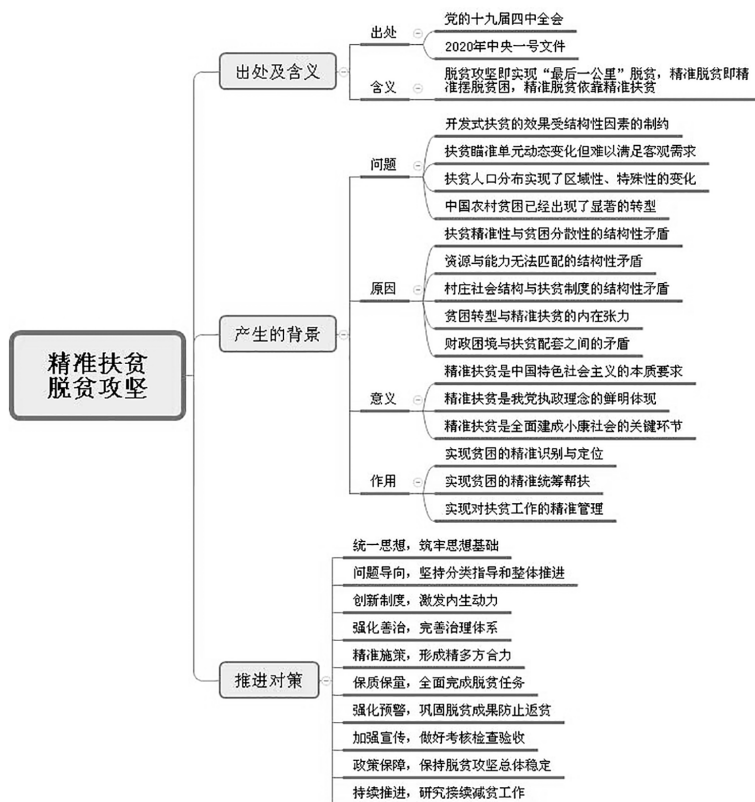 精准扶贫
脱贫攻坚
出处及含义
出处
党的十九届四中全会
2020年中央一号文件
含义
脱贫攻坚即实现“最后一公里”脱贫，精准脱贫即精
准摆脱贫困，精准脱贫依靠精准扶贫
产生的背景
问题
开发式扶贫的效果受结构性因素的制约
扶贫瞄准单元动态变化但难以满足客观需求
扶贫人口分布实现了区域性、特殊性的变化
中国农村贫困已经出现了显著的转型
原因
扶贫精准性与贫困分散性的结构性矛盾
资源与能力无法匹配的结构性矛盾
村庄社会结构与扶贫制度的结构性矛盾
贫困转型与精准扶贫的内在张力
财政困境与扶贫配套之间的矛盾
意义
精准扶贫是中国特色社会主义的本质要求
精准扶贫是我党执政理念的鲜明体现
精准扶贫是全面建成小康社会的关键环节
作用
实现贫困的精准识别与定位
实现贫困的精准统筹帮扶
实现对扶贫工作的精准管理
推进对策
统一思想，筑牢思想基础
问题导向，坚持分类指导和整体推进
创新制度，激发内生动力
强化善治，完善治理体系
精准施策，形成精多方合力
保质保量，全面完成脱贫任务
强化预警，巩固脱贫成果防止返贫
加强宣传，做好考核检查验收
政策保障，保持脱贫攻坚总体稳定
持续推进，研究接续减贫工作